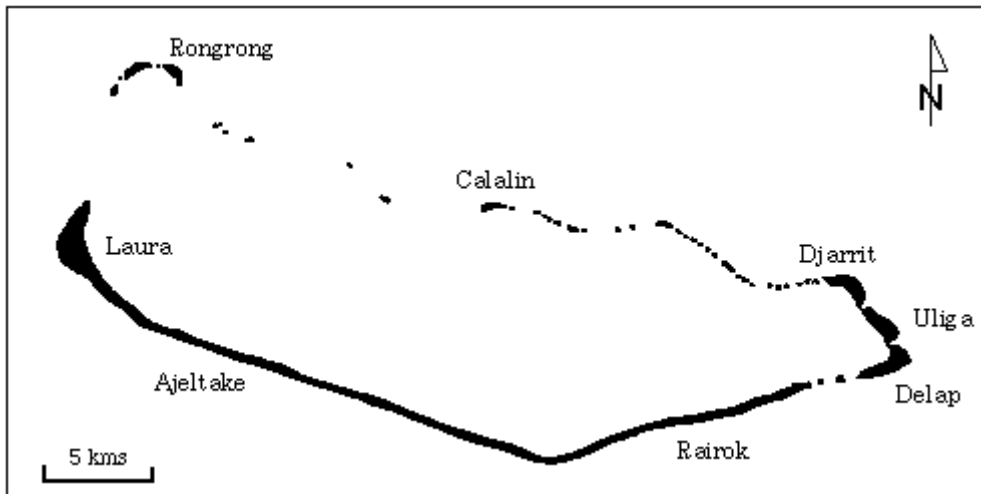 Rongrong
N
Calalin
Laura
Djarrit
Uliga
Ajeltake
Delap
Rairok
5 kms